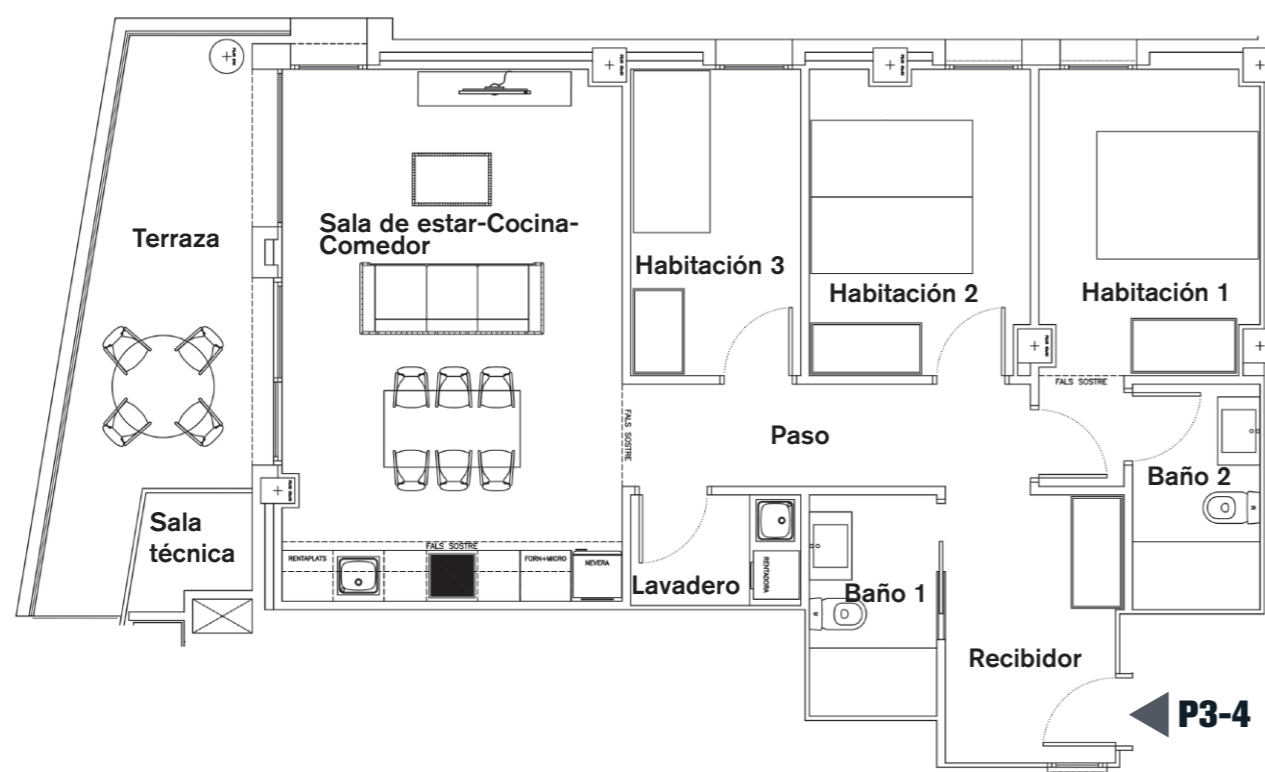 Terraza
Sala de estar-Cocina-
Comedor
Habitación 3
Habitación 2
Habitación 1
FALS SOSTRE
FALS SOSTRE
Paso
Baño 2
Sala
técnica
FALS SOSTRE
RENTAPLATS
FORN+MICRO
NEVERA
Lavadero
RENTADORA
Baño 1
Recibidor
P3-4